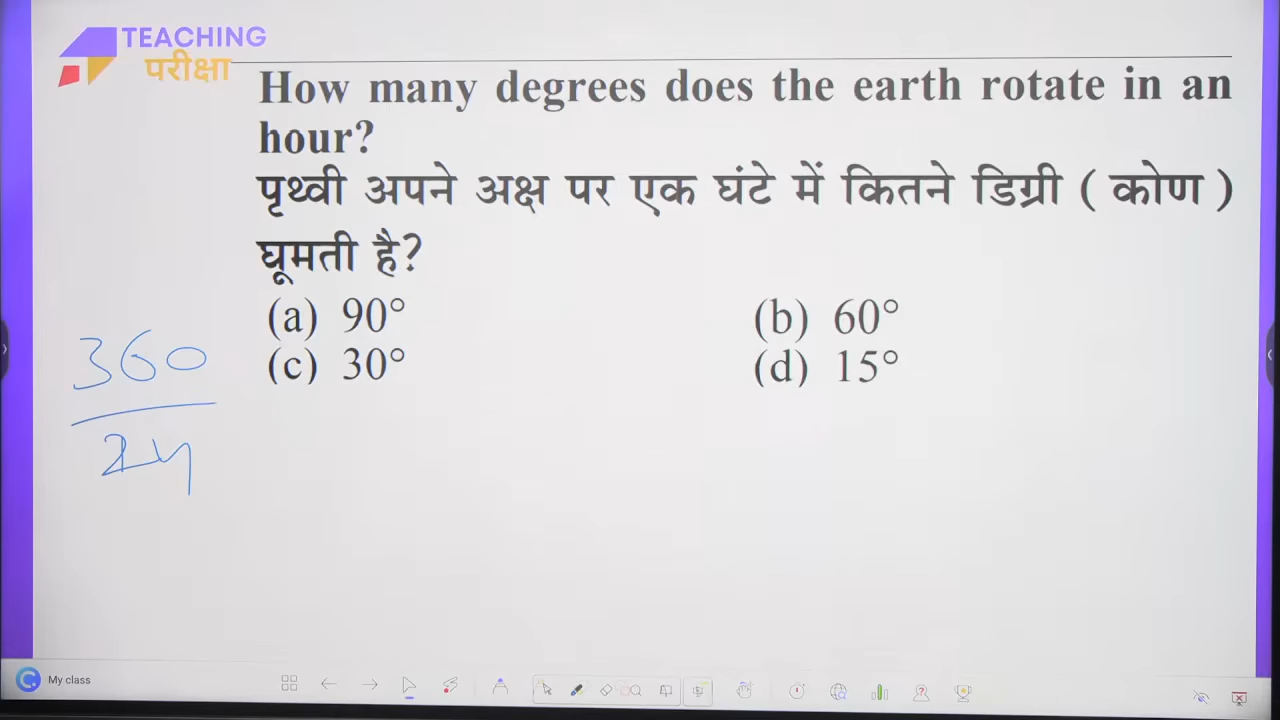 TEACHING
परीक्षा
How many degrees does the earth rotate in an
hour?
पृथ्वी अपने अक्ष पर एक घंटे में कितने डिग्री ( कोण )
घूमती है?
(a) 90° (b) 60°
(c) 30° (d) 15°
360
24
My class